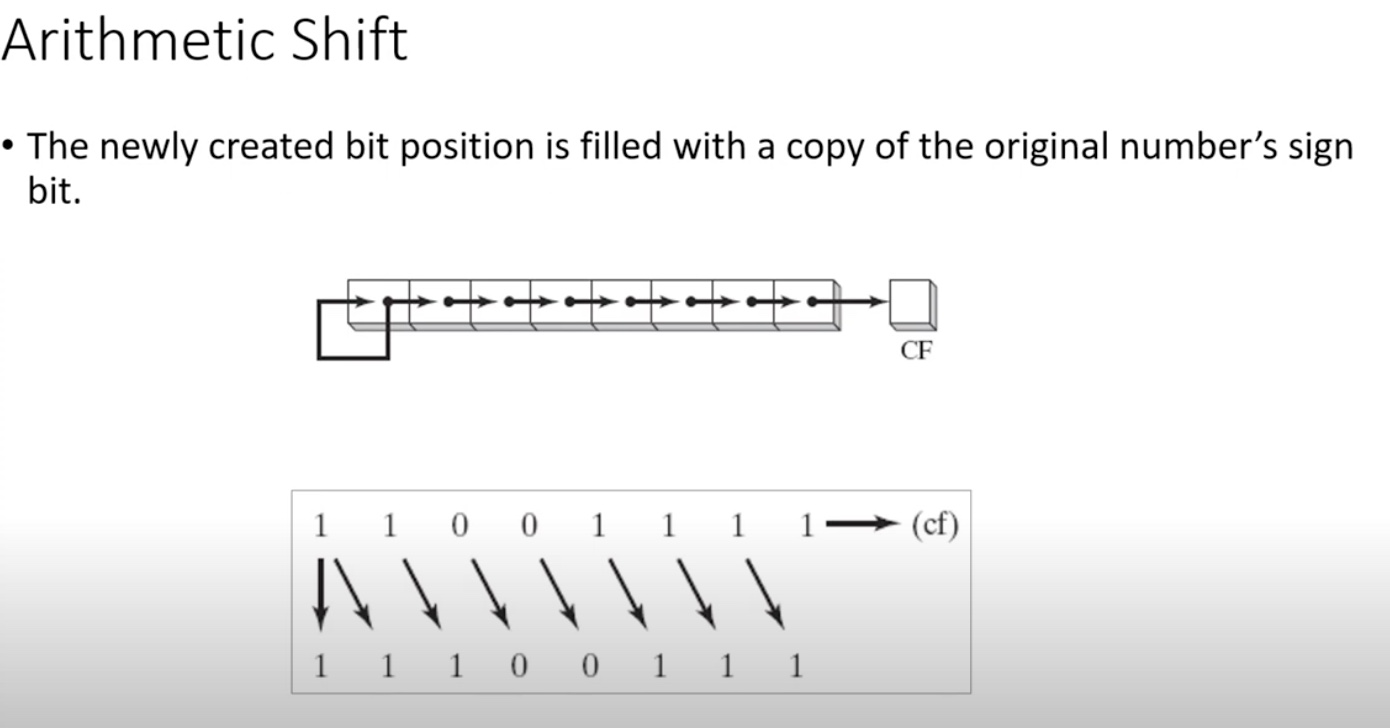 Arithmetic Shift
• The newly created bit position is filled with a copy of the original number’s sign
bit.
CF
1 1 0 0 1 1 1 1 (cf)
1 1 1 0 0 1 1 1